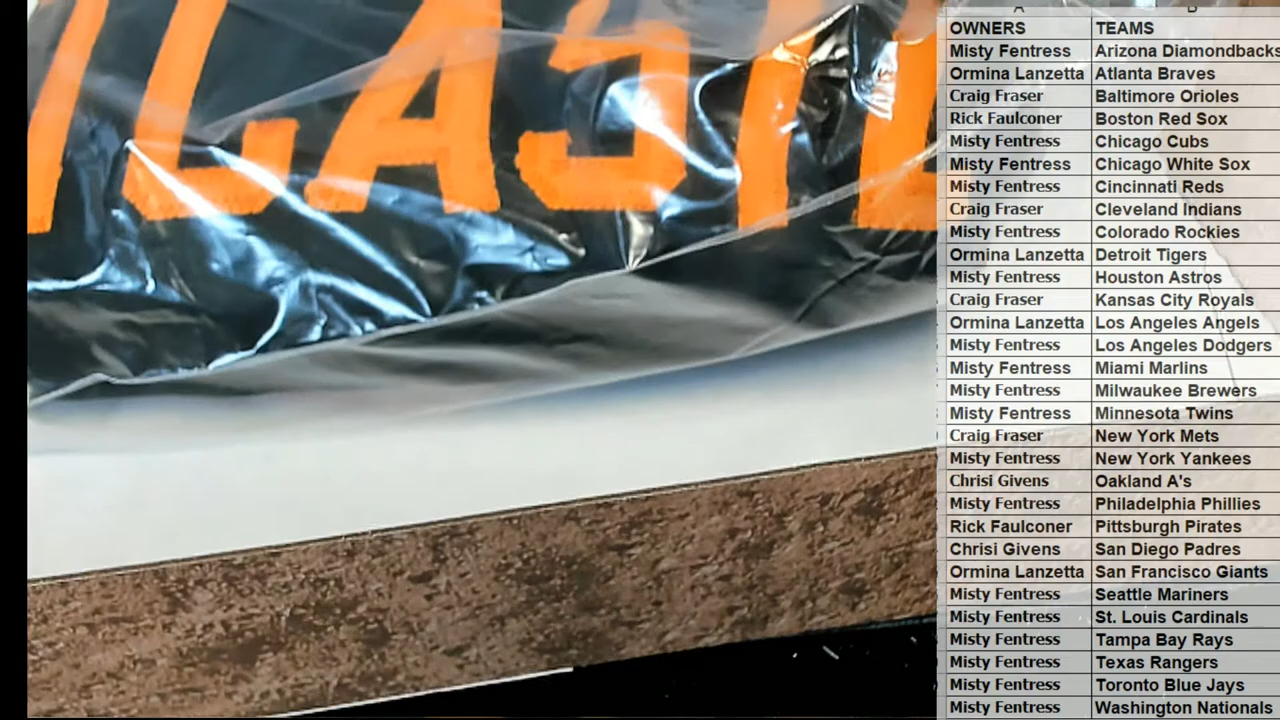 OWNERS TEAMS
Misty Fentress Arizona Diamondbacks
Ormina Lanzetta Atlanta Braves
Craig Fraser Baltimore Orioles
Rick Faulconer Boston Red Sox
Misty Fentress Chicago Cubs
Misty Fentress Chicago White Sox
Misty Fentress Cincinnati Reds
Craig Fraser Cleveland Indians
Misty Fentress Colorado Rockies
Ormina Lanzetta Detroit Tigers
Misty Fentress Houston Astros
Craig Fraser Kansas City Royals
Ormina Lanzetta Los Angeles Angels
Misty Fentress Los Angeles Dodgers
Misty Fentress Miami Marlins
Misty Fentress Milwaukee Brewers
Misty Fentress Minnesota Twins
Craig Fraser New York Mets
Misty Fentress New York Yankees
Chrisi Givens Oakland A's
Misty Fentress Philadelphia Phillies
Rick Faulconer Pittsburgh Pirates
Chrisi Givens San Diego Padres
Ormina Lanzetta San Francisco Giants
Misty Fentress Seattle Mariners
Misty Fentress St. Louis Cardinals
Misty Fentress Tampa Bay Rays
Misty Fentress Texas Rangers
Misty Fentress Toronto Blue Jays
Misty Fentress Washington Nationals